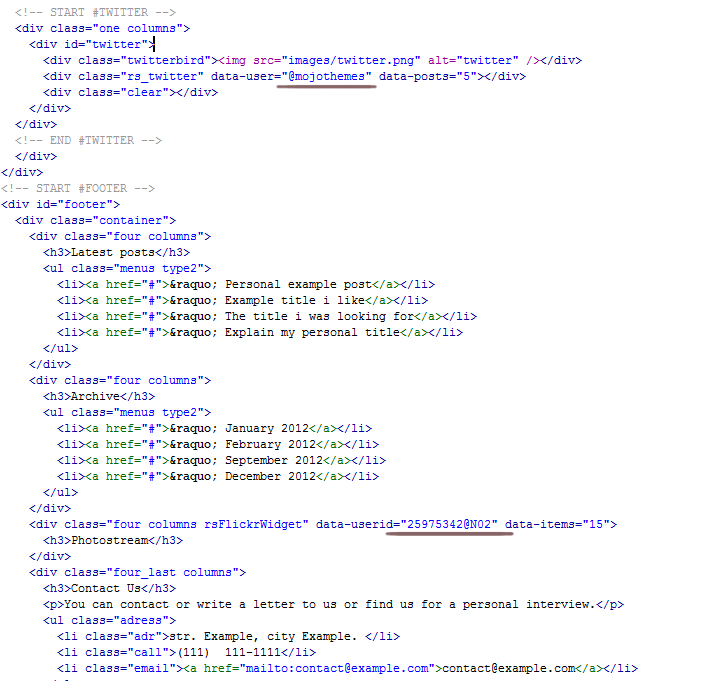 <!-- START #TWITTER -->
<div class="one columns">
<div id="twitter">
<div class="twitterbird"><img src="images/twitter.png" alt="twitter" /></div>
<div class="rs_twitter" data-user="@mojothemes" data-posts="5"></div>
<div class="clear"></div>
</div>
</div>
<!-- END #TWITTER -->
</div>
</div>
<!-- START #FOOTER -->
<div id="footer">
<div class="container">
<div class="four columns">
<h3>Latest posts</h3>
<ul class="menus type2">
<li><a href="#">&raquo; Personal example post</a></li>
<li><a href="#">&raquo; Example title i like</a></li>
<li><a href="#">&raquo; The title i was looking for</a></li>
<li><a href="#">&raquo; Explain my personal title</a></li>
</ul>
</div>
<div class="four columns">
<h3>Archive</h3>
<ul class="menus type2">
<li><a href="#">&raquo; January 2012</a></li>
<li><a href="#">&raquo; February 2012</a></li>
<li><a href="#">&raquo; September 2012</a></li>
<li><a href="#">&raquo; December 2012</a></li>
</ul>
</div>
<div class="four columns rsFlickrWidget" data-userid="25975342@N02" data-items="15">
<h3>Photostream</h3>
</div>
<div class="four_last columns">
<h3>Contact Us</h3>
<p>You can contact or write a letter to us or find us for a personal interview.</p>
<ul class="adress">
<li class="adr">str. Example, city Example. </li>
<li class="call">(111)  111-1111</li>
<li class="email"><a href="mailto:contact@example.com">contact@example.com</a></li>